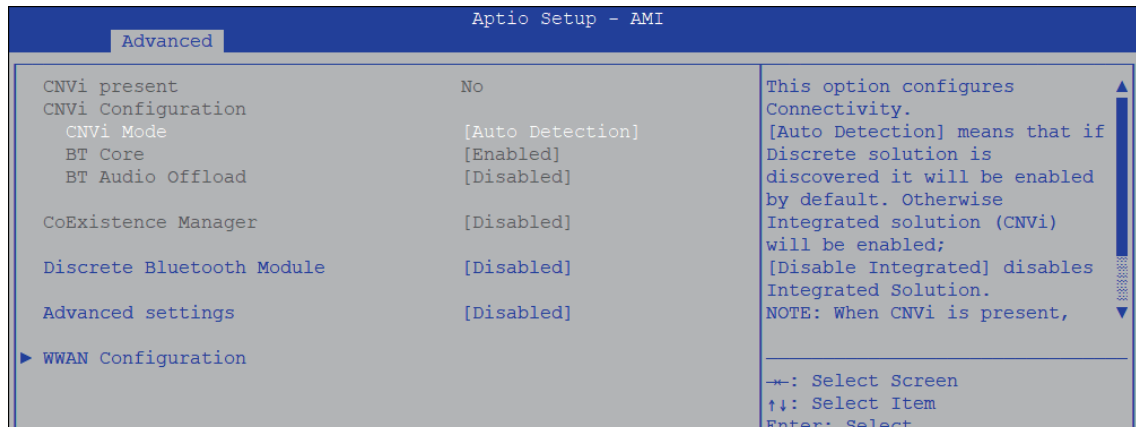 Aptio Setup - AMI
Advanced
CNVi present No
CNVi Configuration
CNVi Mode [Auto Detection]
BT Core [Enabled]
BT Audio Offload [Disabled]
CoExistence Manager [Disabled]
Discrete Bluetooth Module [Disabled]
Advanced settings [Disabled]
► WWAN Configuration
This option configures
Connectivity.
[Auto Detection] means that if
Discrete solution is
discovered it will be enabled
by default. Otherwise
Integrated solution (CNVi)
will be enabled;
[Disable Integrated] disables
Integrated Solution.
NOTE: When CNVi is present,
→←: Select Screen
↑↓: Select Item
Enter: Select